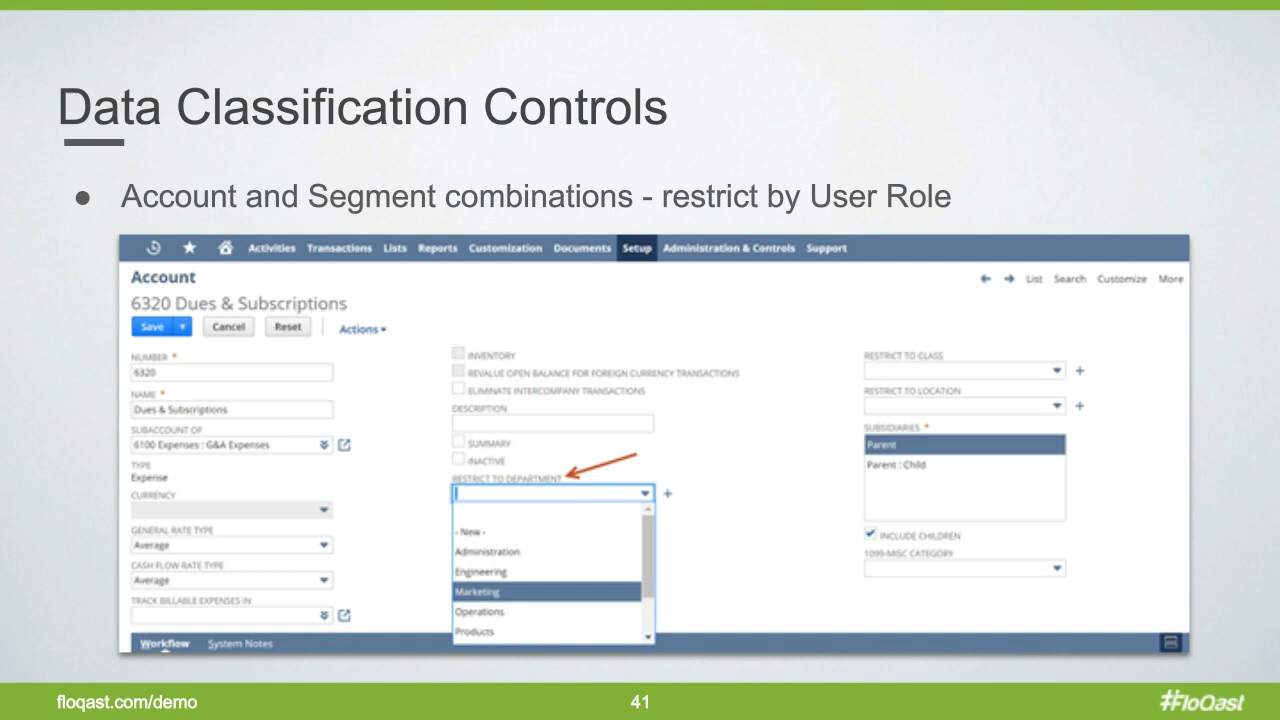 Data Classification Controls
● Account and Segment combinations - restrict by User Role
Activities Transactions Lists Reports Customization Documents Setup Administration & Controls Support
Account
List Search Customize More
6320 Dues & Subscriptions
Save Cancel Reset Actions
NUMBER *
6320
NAME *
Dues & Subscriptions
SUBACCOUNT OF
6100 Expenses : G&A Expenses
TYPE
Expense
CURRENCY
GENERAL RATE TYPE
Average
CASH FLOW RATE TYPE
Average
TRACK BILLABLE EXPENSES IN
INVENTORY
REVALUE OPEN BALANCE FOR FOREIGN CURRENCY TRANSACTIONS
ELIMINATE INTERCOMPANY TRANSACTIONS
DESCRIPTION
SUMMARY
INACTIVE
RESTRICT TO DEPARTMENT
- New -
Administration
Engineering
Marketing
Operations
Products
RESTRICT TO CLASS
RESTRICT TO LOCATION
SUBSIDIARIES *
Parent
Parent : Child
INCLUDE CHILDREN
1099-MISC CATEGORY
Workflow System Notes
floqast.com/demo
41
#FloQast